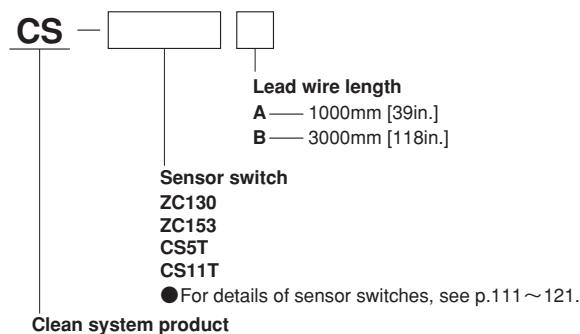 CS —
Lead wire length
A — 1000mm [39in.]
B — 3000mm [118in.]
Sensor switch
ZC130
ZC153
CS5T
CS11T
●For details of sensor switches, see p.111～121.
Clean system product